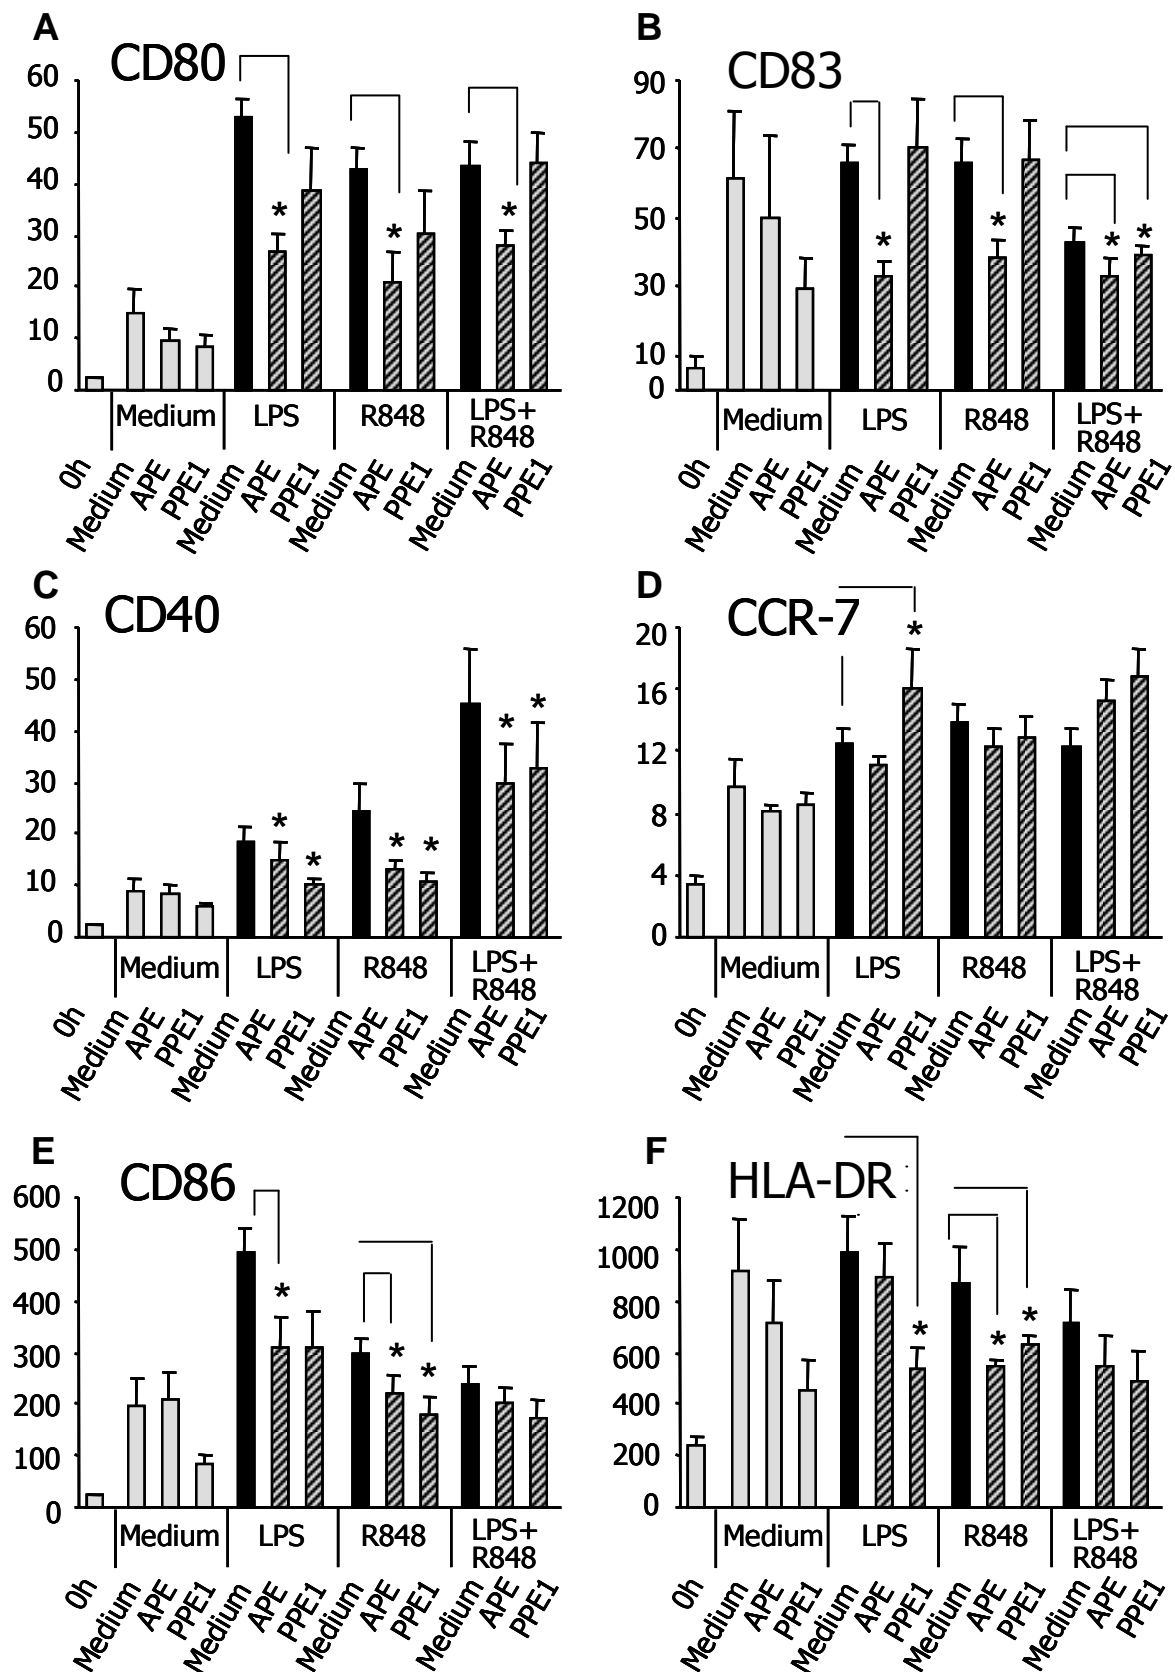 A
CD80
60
50
40
30
20
10
0
* * *
Medium LPS R848 LPS+
R848
0h Medium APE PPE1 Medium APE PPE1 Medium APE PPE1 Medium APE PPE1
B
CD83
90
70
50
30
10
0
* * * *
Medium LPS R848 LPS+
R848
0h Medium APE PPE1 Medium APE PPE1 Medium APE PPE1 Medium APE PPE1
C
CD40
60
50
40
30
20
10
0
* * * * * *
Medium LPS R848 LPS+
R848
0h Medium APE PPE1 Medium APE PPE1 Medium APE PPE1 Medium APE PPE1
D
CCR-7
20
16
12
8
4
0
*
Medium LPS R848 LPS+
R848
0h Medium APE PPE1 Medium APE PPE1 Medium APE PPE1 Medium APE PPE1
E
CD86
600
500
400
300
200
100
0
* * *
Medium LPS R848 LPS+
R848
0h Medium APE PPE1 Medium APE PPE1 Medium APE PPE1 Medium APE PPE1
F
HLA-DR
1200
1000
800
600
400
200
0
* * *
Medium LPS R848 LPS+
R848
0h Medium APE PPE1 Medium APE PPE1 Medium APE PPE1 Medium APE PPE1